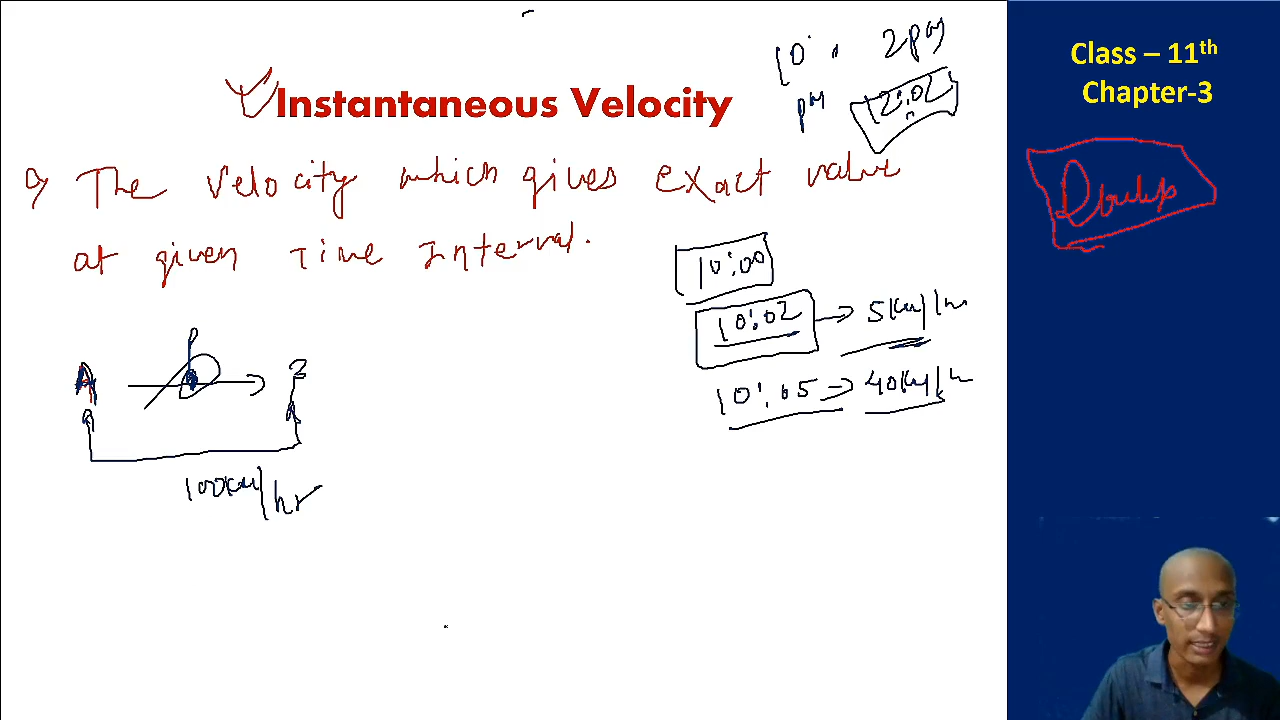 Instantaneous Velocity
The Velocity which gives exact value
at given Time Interval.
10:
2pm
pm
12:02
10:00
10:02 → 5km/hr
10:05 → 40km/h
A
P
100km/hr
Class – 11th
Chapter-3